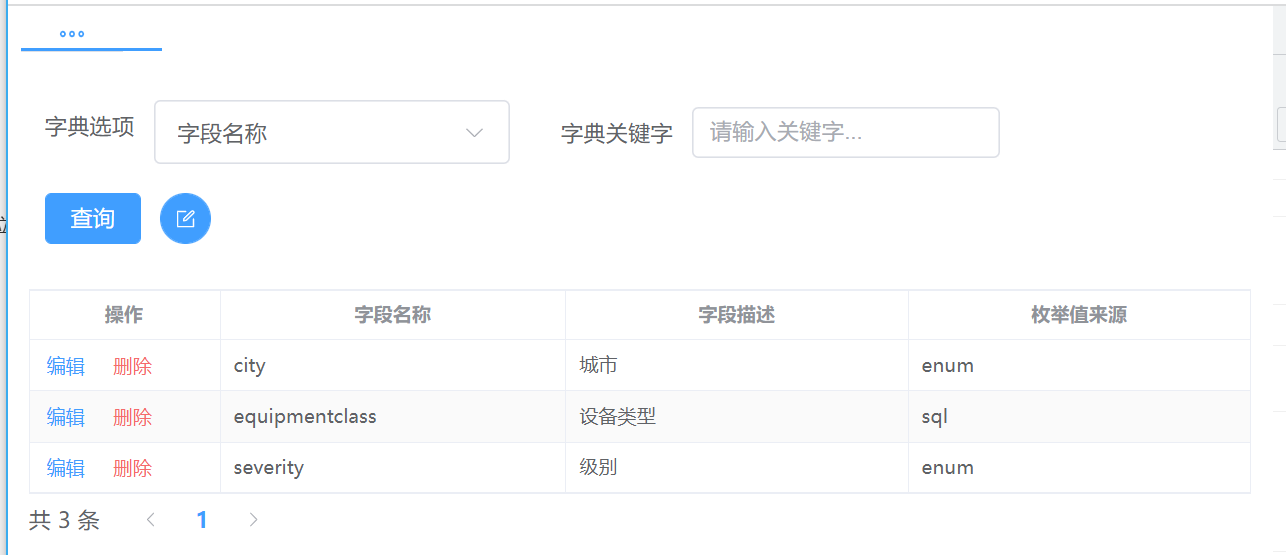 字典选项 字段名称 字典关键字 请输入关键字...
查询
操作 字段名称 字段描述 枚举值来源
编辑 删除 city 城市 enum
编辑 删除 equipmentclass 设备类型 sql
编辑 删除 severity 级别 enum
共 3 条 1